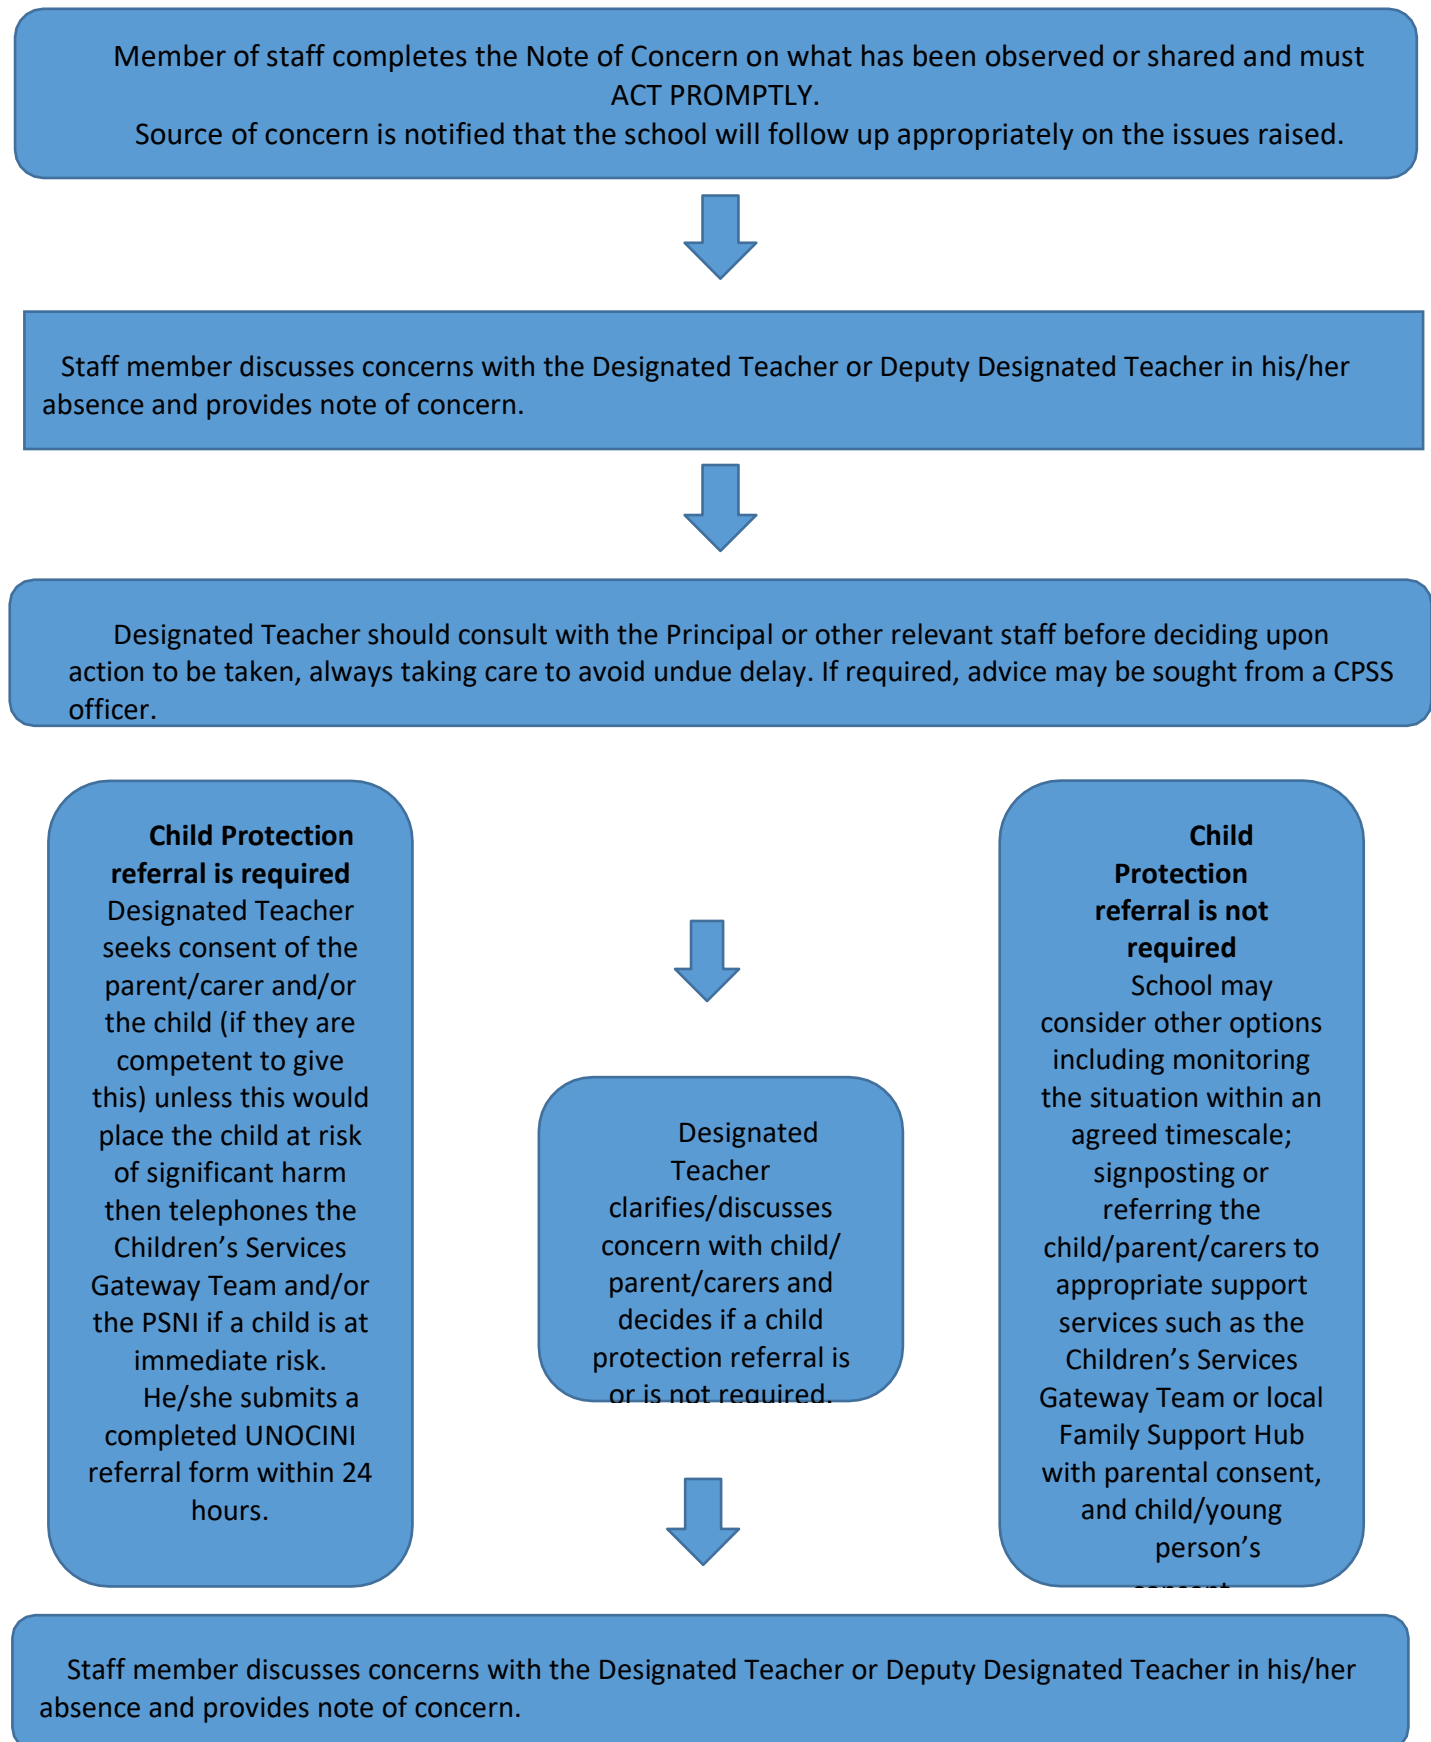 Member of staff completes the Note of Concern on what has been observed or shared and must
ACT PROMPTLY.
Source of concern is notified that the school will follow up appropriately on the issues raised.
Staff member discusses concerns with the Designated Teacher or Deputy Designated Teacher in his/her
absence and provides note of concern.
Designated Teacher should consult with the Principal or other relevant staff before deciding upon
action to be taken, always taking care to avoid undue delay. If required, advice may be sought from a CPSS
officer.
Child Protection
referral is required
Designated Teacher
seeks consent of the
parent/carer and/or
the child (if they are
competent to give
this) unless this would
place the child at risk
of significant harm
then telephones the
Children’s Services
Gateway Team and/or
the PSNI if a child is at
immediate risk.
He/she submits a
completed UNOCINI
referral form within 24
hours.
Designated
Teacher
clarifies/discusses
concern with child/
parent/carers and
decides if a child
protection referral is
or is not required.
Child
Protection
referral is not
required
School may
consider other options
including monitoring
the situation within an
agreed timescale;
signposting or
referring the
child/parent/carers to
appropriate support
services such as the
Children’s Services
Gateway Team or local
Family Support Hub
with parental consent,
and child/young
person’s
consent
Staff member discusses concerns with the Designated Teacher or Deputy Designated Teacher in his/her
absence and provides note of concern.